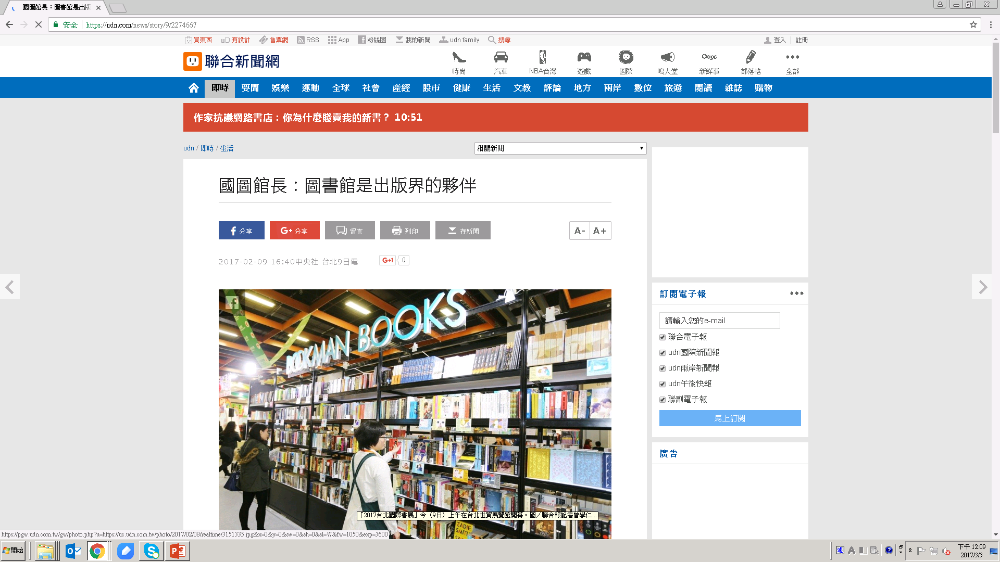 國圖館長：圖書館是出版
安全 https://udn.com/news/story/9/2274667
買東西 uD 有設計 售票網 RSS App 粉絲團 我的新聞 udn family 搜尋 登入 註冊
聯合新聞網
Oops
時尚 汽車 NBA台灣 遊戲 國際 鳴人堂 新鮮事 部落格 全部
即時 要聞 娛樂 運動 全球 社會 產經 股市 健康 生活 文教 評論 地方 兩岸 數位 旅遊 閱讀 雜誌 購物
作家抗議網路書店：你為什麼賤賣我的新書？ 10:51
udn / 即時 / 生活
相關新聞
國圖館長：圖書館是出版界的夥伴
分享 G+ 分享 留言 列印 存新聞 A- A+
2017-02-09 16:40中央社 台北9日電 G+1 0
BOOKMAN BOOKS
ZADIE
SMITH
「2017台北國際書展」今（9日）上午在台北世貿展覽館開幕。圖／聯合報記者曾學仁...
訂閱電子報
請輸入您的e-mail
聯合電子報
udn國際新聞報
udn兩岸新聞報
udn午後快報
聯副電子報
馬上訂閱
廣告
https://pgw.udn.com.tw/gw/photo.php?u=https://uc.udn.com.tw/photo/2017/02/08/realtime/3151335.jpg&x=0&y=0&sw=0&sh=0&sl=W&fw=1050&exp=3600
開始
速
下午 12:09
2017/3/3